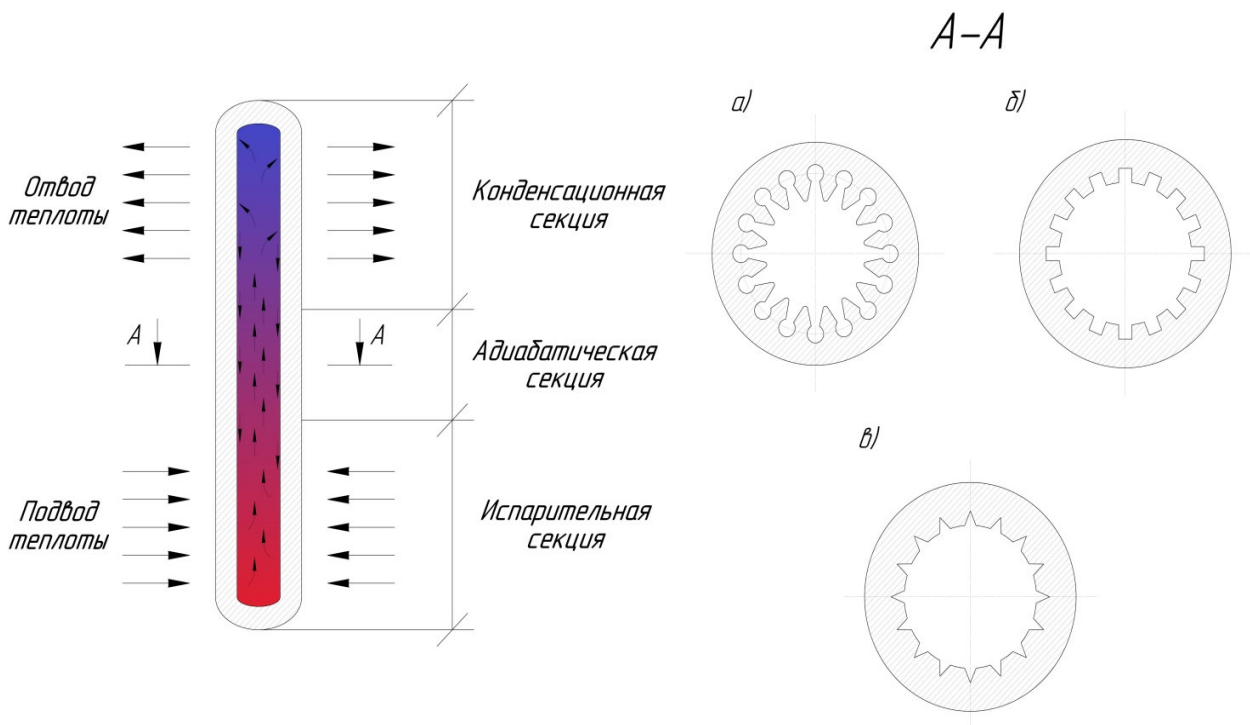 А-А
а)
б)
Отвод
теплоты
Конденсационная
секция
А
А
Адиабатическая
секция
в)
Подвод
теплоты
Испарительная
секция